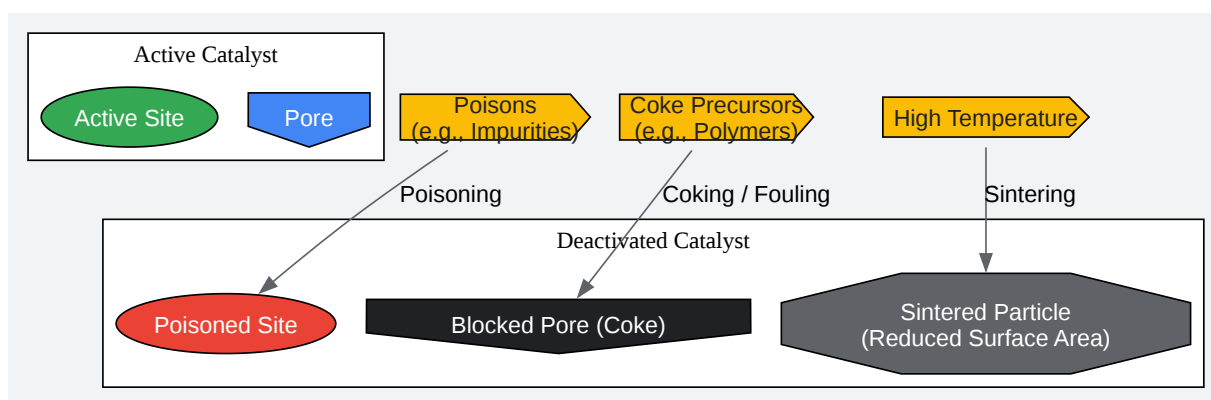 Active Catalyst
Active Site
Pore
Poisons
(e.g., Impurities)
Coke Precursors
(e.g., Polymers)
High Temperature
Poisoning
Coking / Fouling
Sintering
Deactivated Catalyst
Poisoned Site
Blocked Pore (Coke)
Sintered Particle
(Reduced Surface Area)